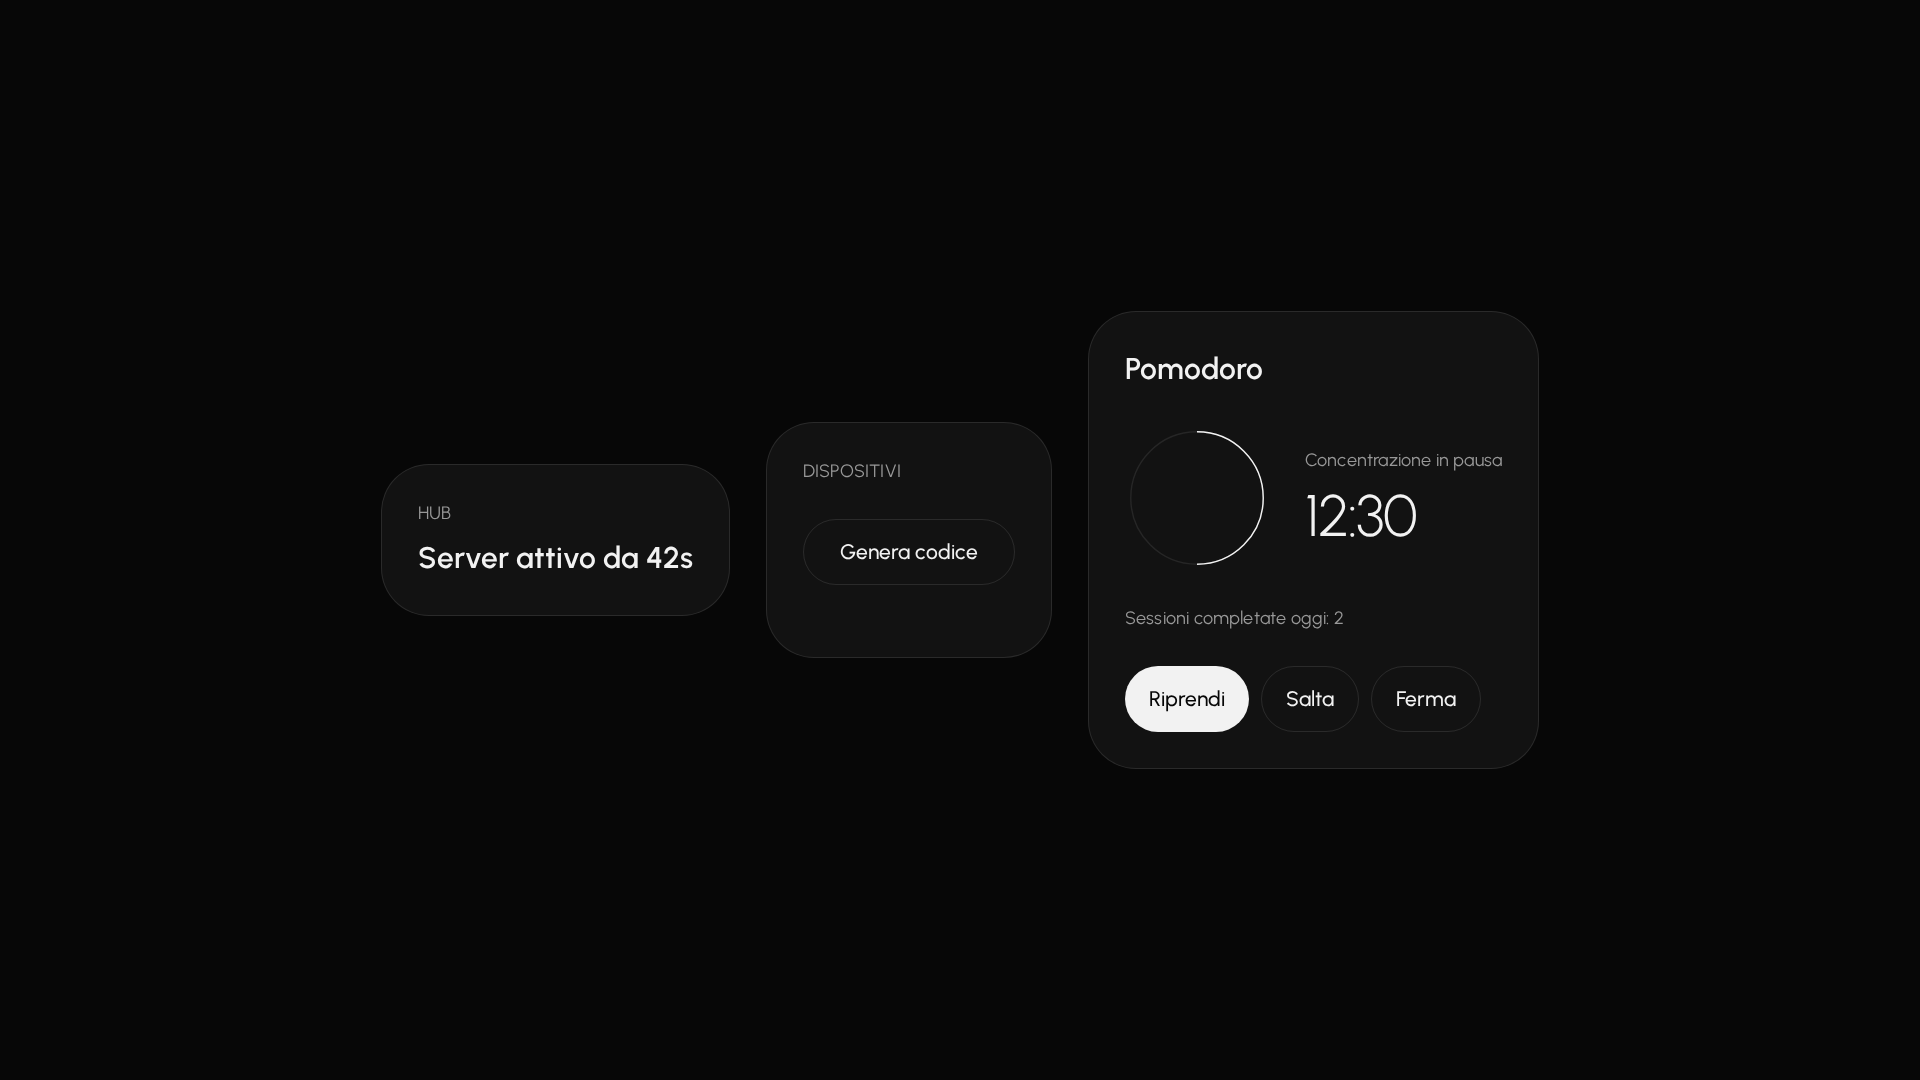 HUB
Server attivo da 42s
DISPOSITIVI
Genera codice
Pomodoro
Concentrazione in pausa
12:30
Sessioni completate oggi: 2
Riprendi
Salta
Ferma